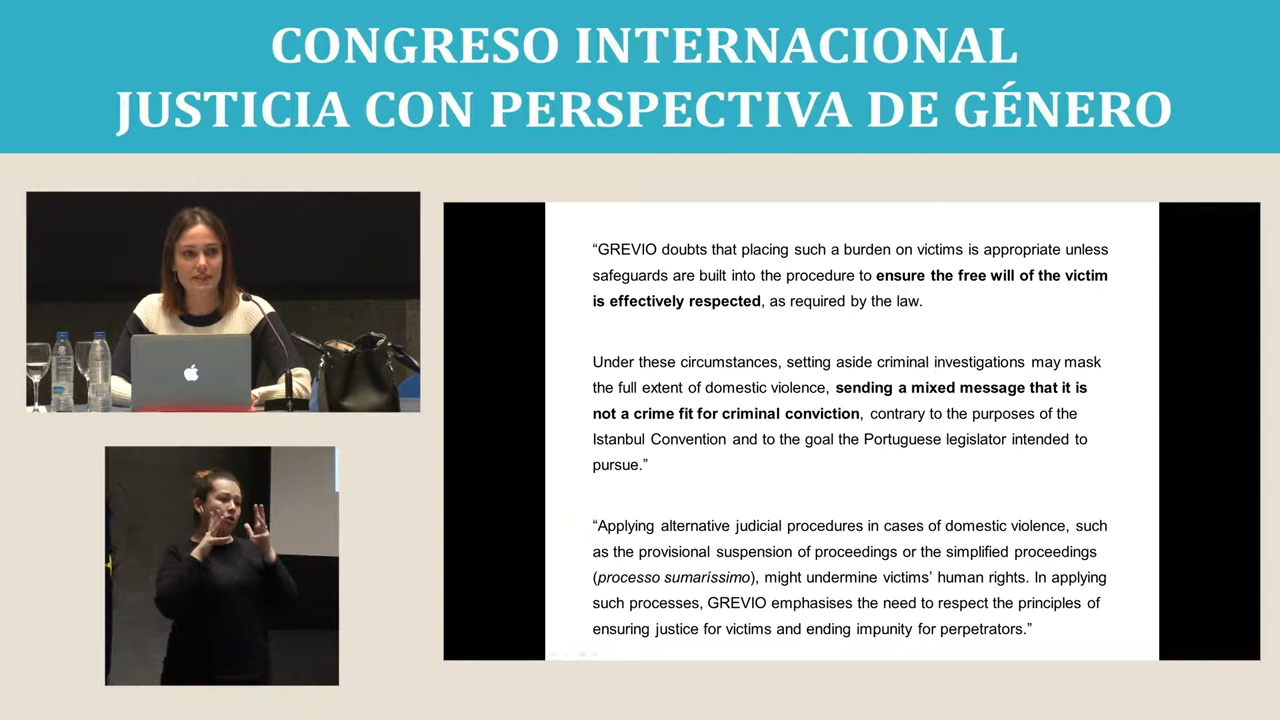 CONGRESO INTERNACIONAL
JUSTICIA CON PERSPECTIVA DE GÉNERO
“GREVIO doubts that placing such a burden on victims is appropriate unless
safeguards are built into the procedure to ensure the free will of the victim
is effectively respected, as required by the law.
Under these circumstances, setting aside criminal investigations may mask
the full extent of domestic violence, sending a mixed message that it is
not a crime fit for criminal conviction, contrary to the purposes of the
Istanbul Convention and to the goal the Portuguese legislator intended to
pursue.”
“Applying alternative judicial procedures in cases of domestic violence, such
as the provisional suspension of proceedings or the simplified proceedings
(processo sumaríssimo), might undermine victims’ human rights. In applying
such processes, GREVIO emphasises the need to respect the principles of
ensuring justice for victims and ending impunity for perpetrators.”